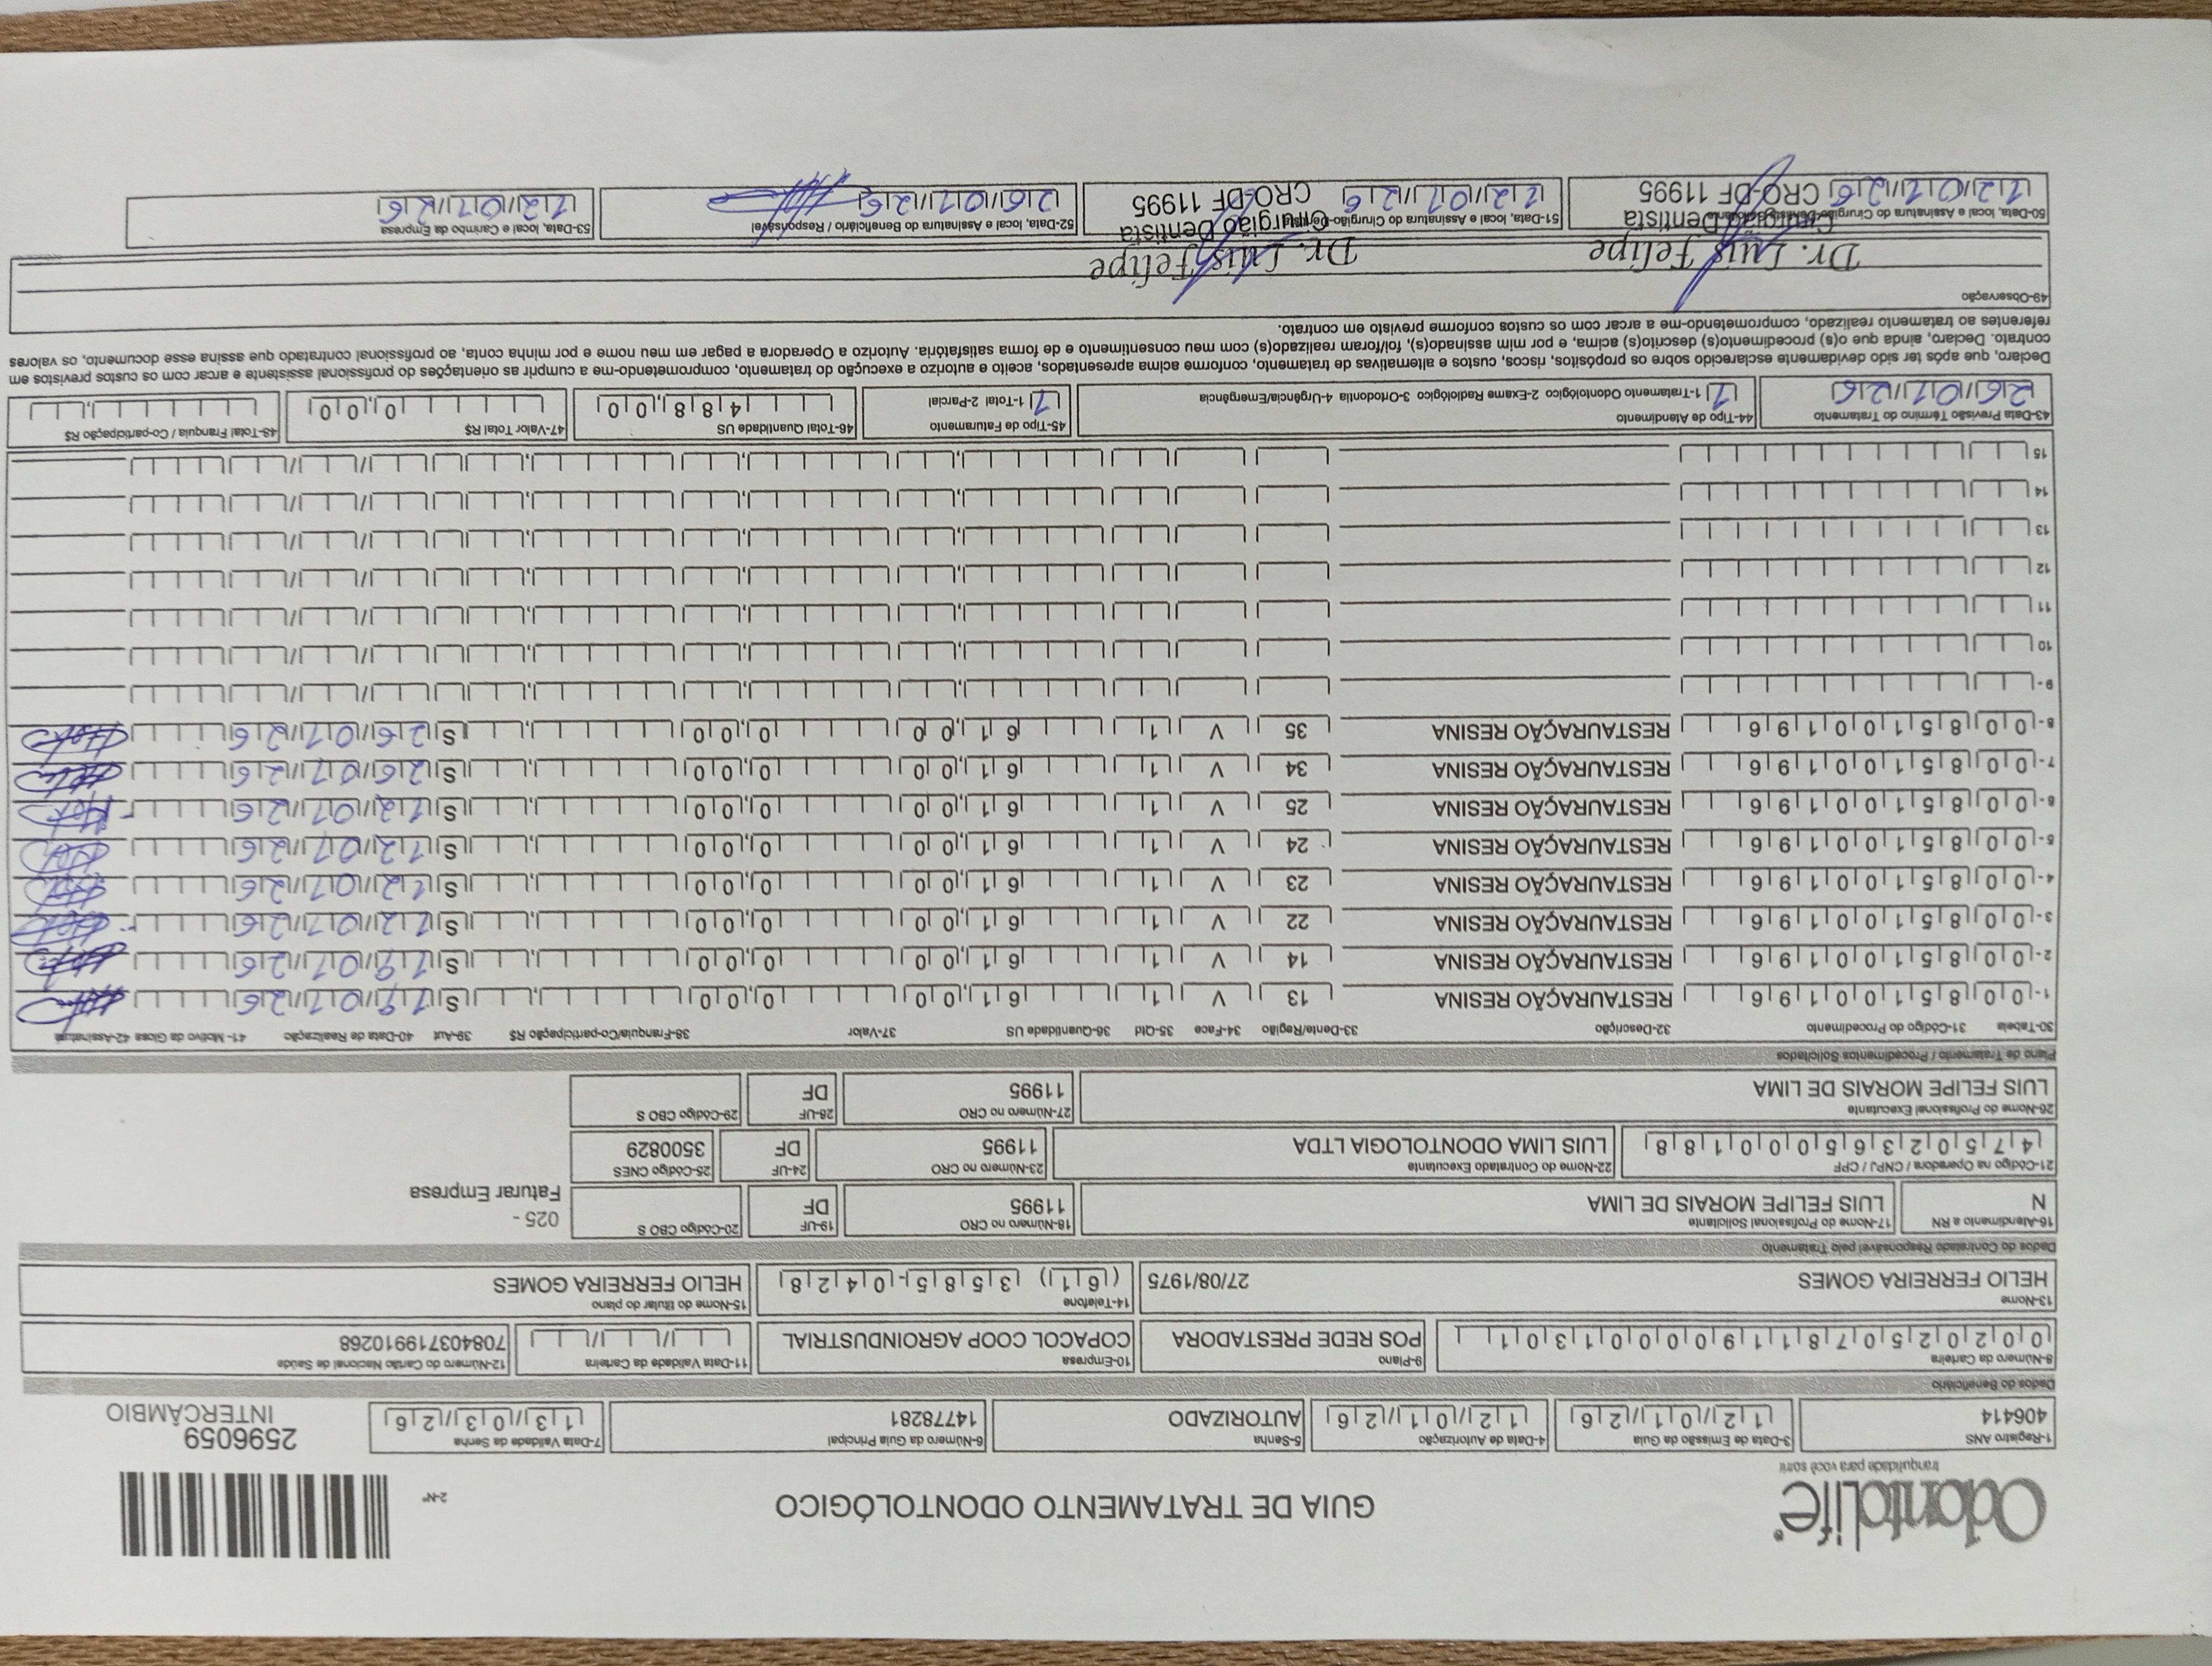 Odontolife®
tranquilidade para você sorrir
GUIA DE TRATAMENTO ODONTOLÓGICO
2-Nº
2596059
INTERCÂMBIO
1-Registro ANS 406414
3-Data de Emissão da Guia 12/01/26
4-Data de Autorização 12/01/26
5-Senha AUTORIZADO
6-Número da Guia Principal 14778281
7-Data Validade da Senha 13/03/26
Dados do Beneficiário
8-Número da Carteira 00202507811900001301
9-Plano POS REDE PRESTADORA
10-Empresa COPACOL COOP AGROINDUSTRIAL
11-Data Validade da Carteira
12-Número do Cartão Nacional de Saúde 708403719910268
13-Nome HELIO FERREIRA GOMES 27/08/1975
14-Telefone (61) 3585-0428
15-Nome do titular do plano HELIO FERREIRA GOMES
Dados do Contratado Responsável pelo Tratamento
16-Atendimento a RN N
17-Nome do Profissional Solicitante LUIS FELIPE MORAIS DE LIMA
18-Número no CRO 11995
19-UF DF
20-Código CBO S
025 -
Faturar Empresa
21-Código na Operadora / CNPJ / CPF 47502365000188
22-Nome do Contratado Executante LUIS LIMA ODONTOLOGIA LTDA
23-Número no CRO 11995
24-UF DF
25-Código CNES 3500829
26-Nome do Profissional Executante LUIS FELIPE MORAIS DE LIMA
27-Número no CRO 11995
28-UF DF
29-Código CBO S
Plano de Tratamento / Procedimentos Solicitados
30-Tabela 31-Código do Procedimento 32-Descrição 33-Dente/Região 34-Face 35-Qtd 36-Quantidade US 37-Valor 38-Franquia/Co-participação R$ 39-Aut 40-Data de Realização 41- Motivo da Glosa 42-Assinatura
1- 00 85100196 RESTAURAÇÃO RESINA 13 V 1 61,00 0,00 S 19/01/26
2- 00 85100196 RESTAURAÇÃO RESINA 14 V 1 61,00 0,00 S 19/01/26
3- 00 85100196 RESTAURAÇÃO RESINA 22 V 1 61,00 0,00 S 12/01/26
4- 00 85100196 RESTAURAÇÃO RESINA 23 V 1 61,00 0,00 S 12/01/26
5- 00 85100196 RESTAURAÇÃO RESINA 24 V 1 61,00 0,00 S 12/01/26
6- 00 85100196 RESTAURAÇÃO RESINA 25 V 1 61,00 0,00 S 12/01/26
7- 00 85100196 RESTAURAÇÃO RESINA 34 V 1 61,00 0,00 S 26/01/26
8- 00 85100196 RESTAURAÇÃO RESINA 35 V 1 61,00 0,00 S 26/01/26
9-
10
11
12
13
14
15
43-Data Previsão Término do Tratamento 26/01/26
44-Tipo de Atendimento 1 1-Tratamento Odontológico 2-Exame Radiológico 3-Ortodontia 4-Urgência/Emergência
45-Tipo de Faturamento 1 1-Total 2-Parcial
46-Total Quantidade US 488,00
47-Valor Total R$ 0,00
48-Total Franquia / Co-participação R$
Declaro, que após ter sido devidamente esclarecido sobre os propósitos, riscos, custos e alternativas de tratamento, conforme acima apresentados, aceito e autorizo a execução do tratamento, comprometendo-me a cumprir as orientações do profissional assistente e arcar com os custos previstos em
contrato. Declaro, ainda que o(s) procedimento(s) descrito(s) acima, e por mim assinado(s), foi/foram realizado(s) com meu consentimento e de forma satisfatória. Autorizo a Operadora a pagar em meu nome e por minha conta, ao profissional contratado que assina esse documento, os valores
referentes ao tratamento realizado, comprometendo-me a arcar com os custos conforme previsto em contrato.
49-Observação
Dr. Luis Felipe
Cirurgião Dentista
CRO-DF 11995
Dr. Luis Felipe
Cirurgião Dentista
CRO-DF 11995
50-Data, local e Assinatura do Cirurgião-Dentista Solicitante 12/01/26
51-Data, local e Assinatura do Cirurgião-Dentista 12/01/26
52-Data, local e Assinatura do Beneficiário / Responsável 26/01/26
53-Data, local e Carimbo da Empresa 12/01/26